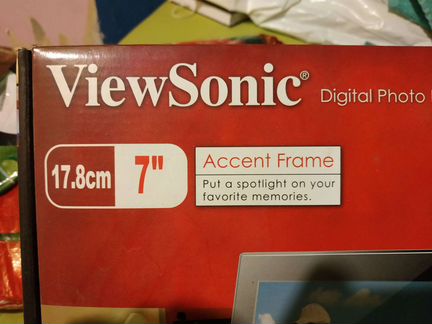 ViewSonic® Digital Photo
17.8cm 7"
Accent Frame
Put a spotlight on your
favorite memories.